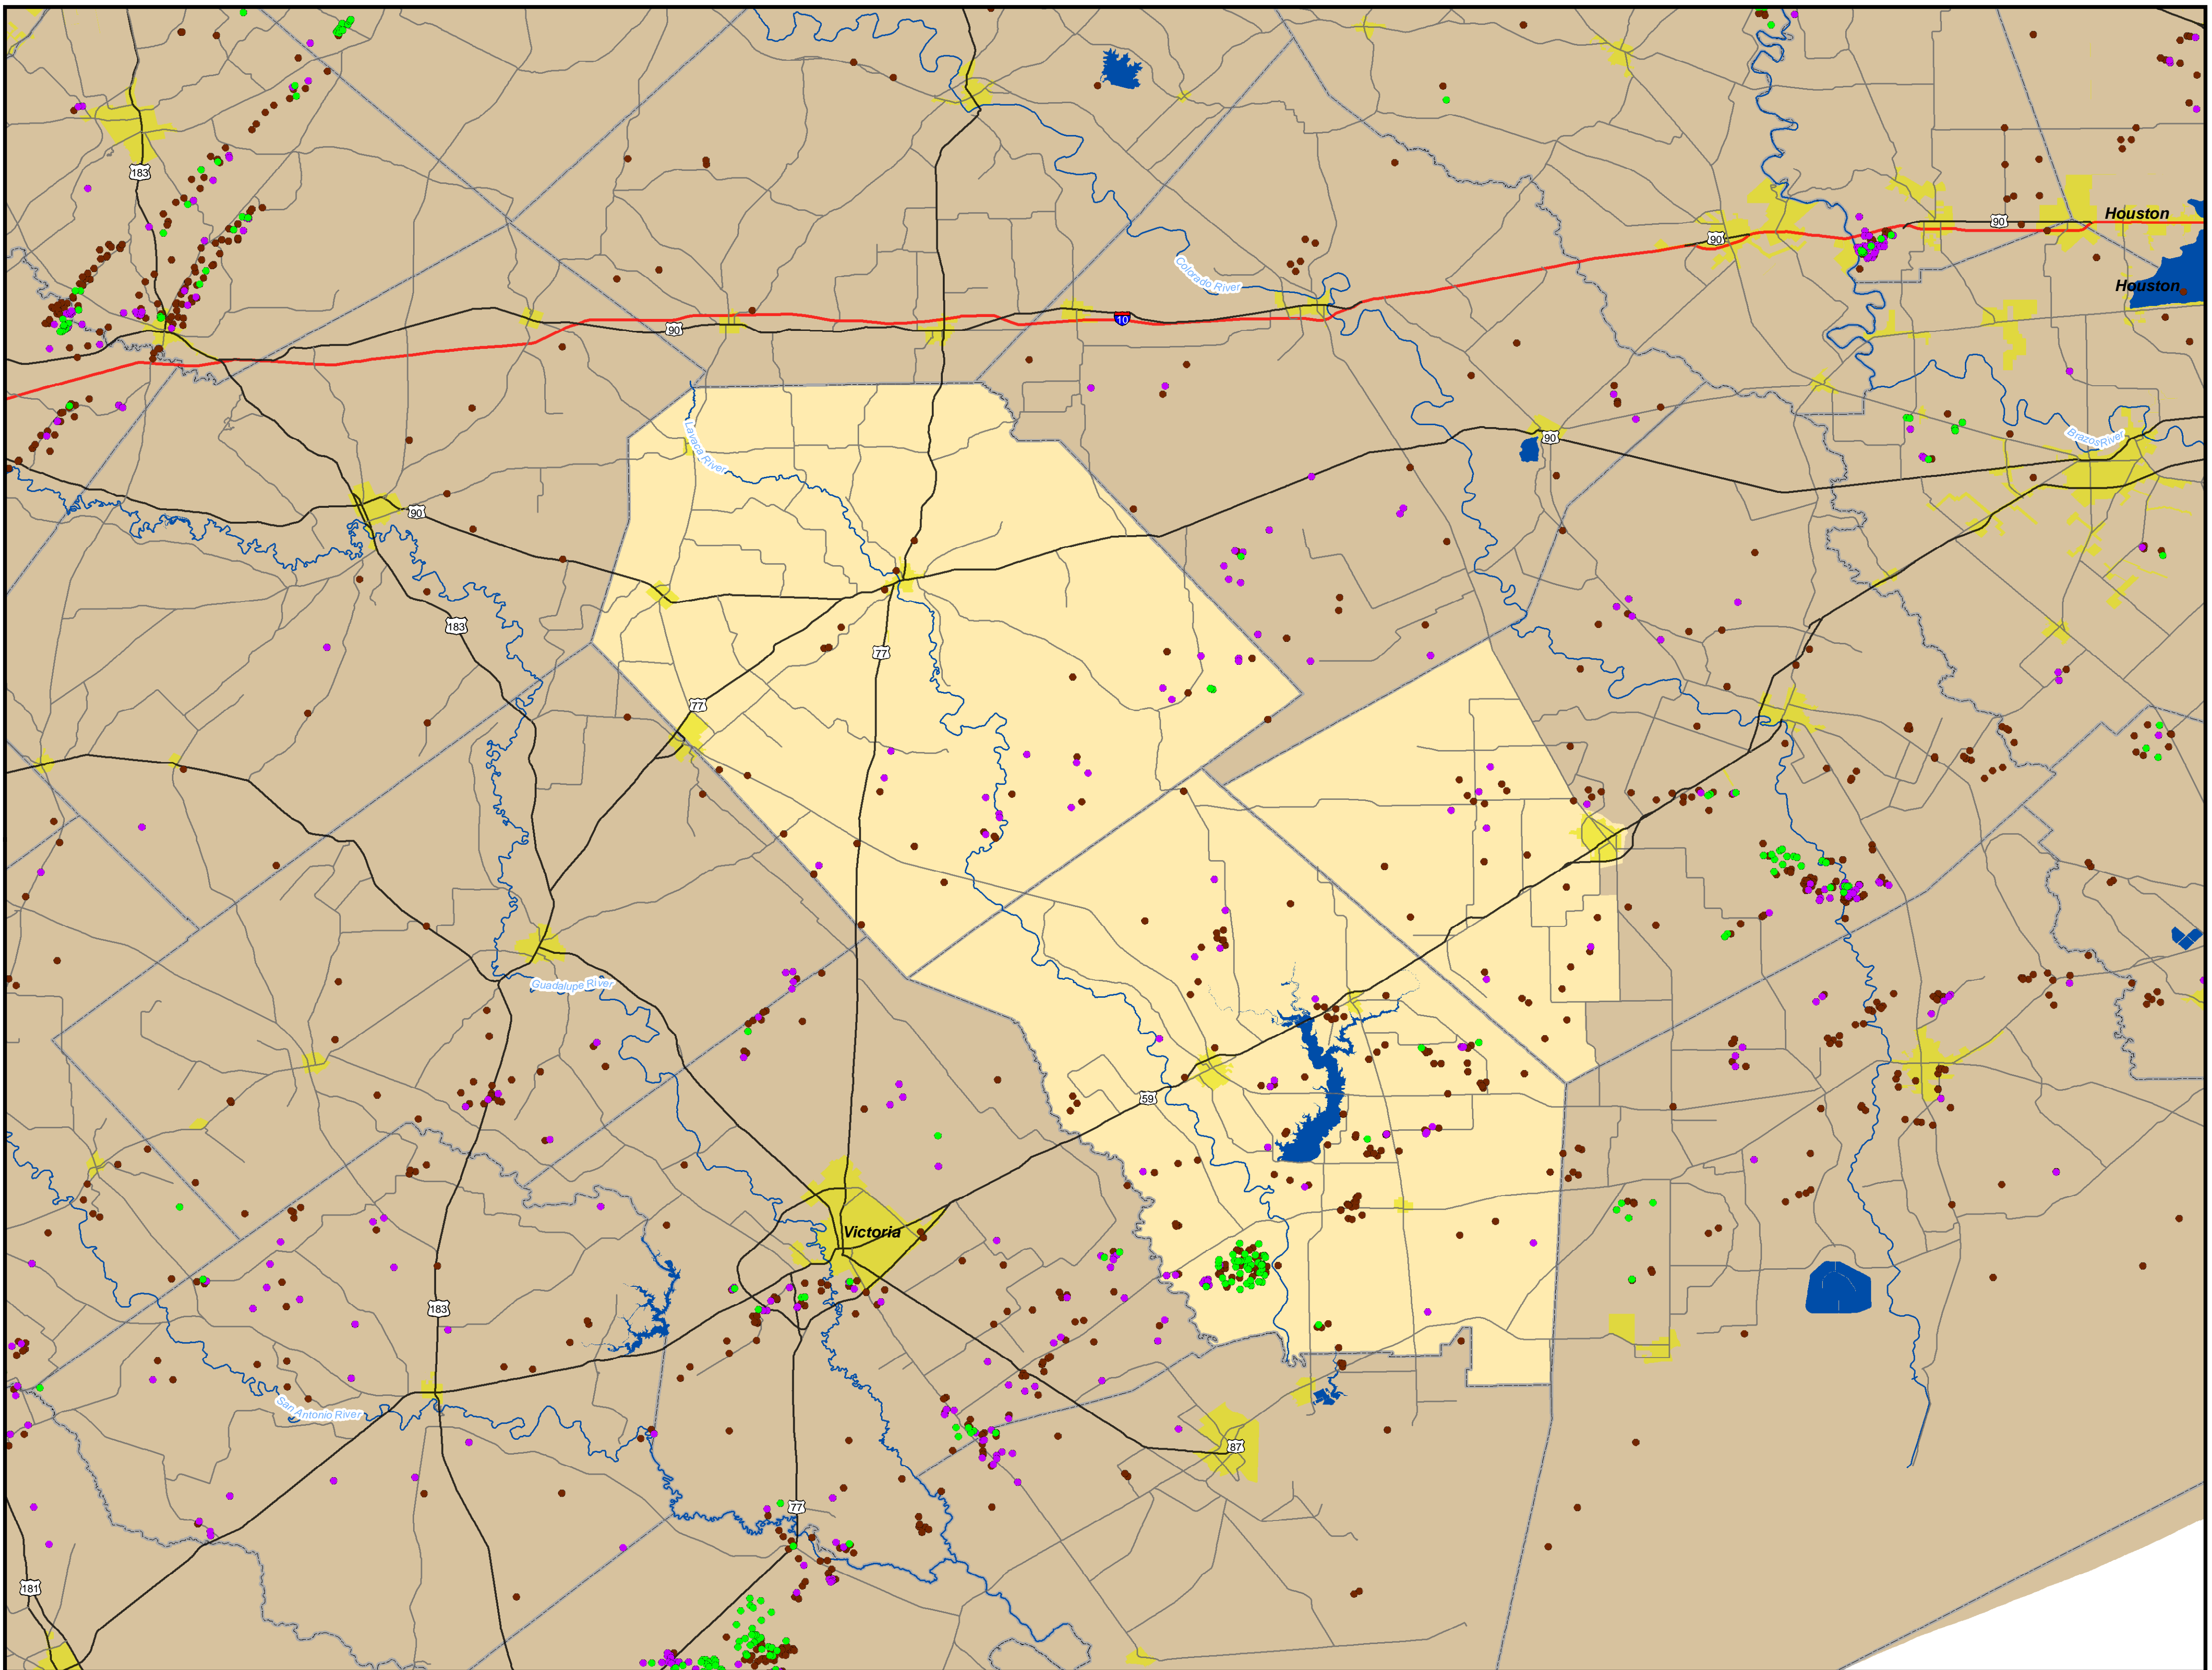 183
90
90
Houston
90
Houston
Colorado River
10
90
Lavaca River
90
Brazos River
90
183
77
77
Guadalupe River
59
Victoria
183
San Antonio River
87
77
181